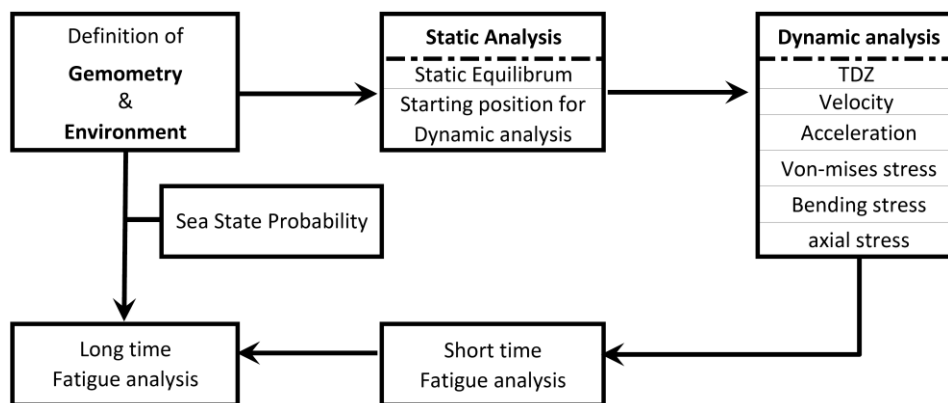 Definition of
Gemometry
&
Environment
Static Analysis
Static Equilibrum
Starting position for
Dynamic analysis
Dynamic analysis
TDZ
Velocity
Acceleration
Von-mises stress
Bending stress
axial stress
Sea State Probability
Long time
Fatigue analysis
Short time
Fatigue analysis